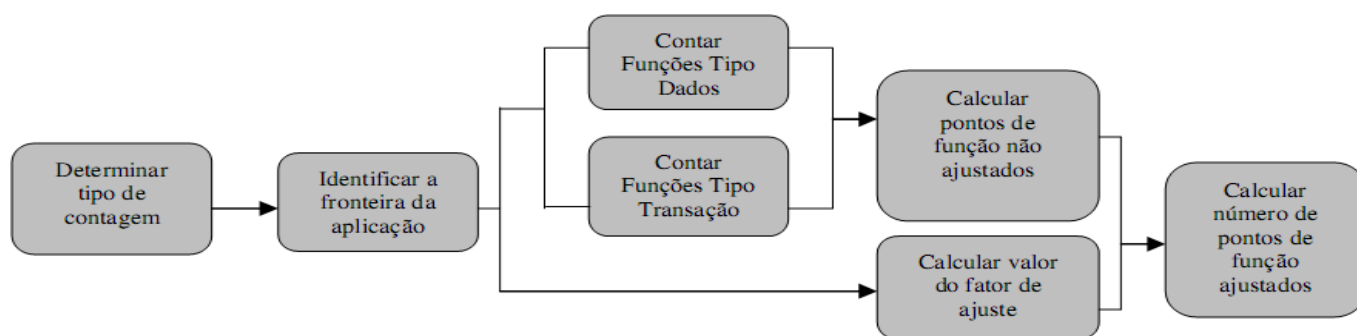 Determinar
tipo de
contagem
Identificar a
fronteira da
aplicação
Contar
Funções Tipo
Dados
Contar
Funções Tipo
Transação
Calcular
pontos de
função não
ajustados
Calcular valor
do fator de
ajuste
Calcular
número de
pontos de
função
ajustados